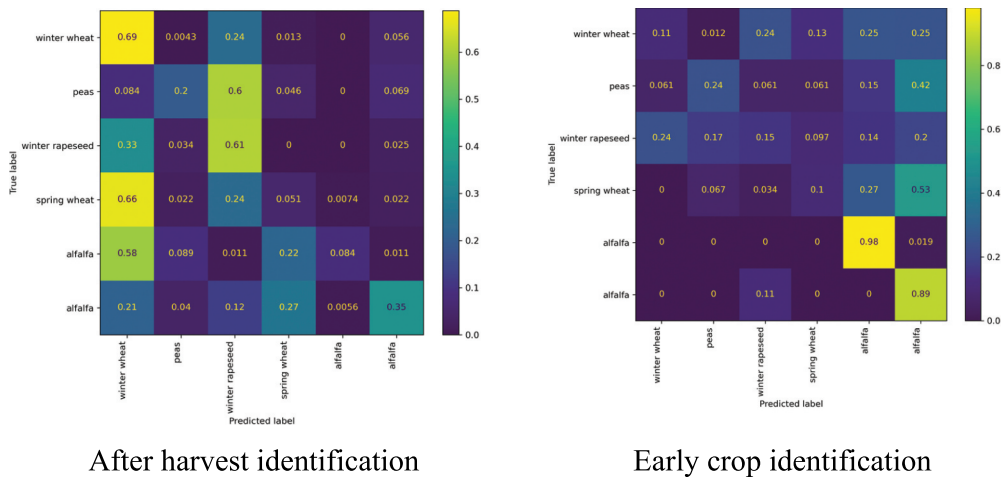 winter wheat 0.69 0.0043 0.24 0.013 0 0.056
peas 0.084 0.2 0.6 0.046 0 0.069
winter rapeseed 0.33 0.034 0.61 0 0 0.025
spring wheat 0.66 0.022 0.24 0.051 0.0074 0.022
alfalfa 0.58 0.089 0.011 0.22 0.084 0.011
alfalfa 0.21 0.04 0.12 0.27 0.0056 0.35
True label
winter wheat peas winter rapeseed spring wheat alfalfa alfalfa
Predicted label
0.6
0.5
0.4
0.3
0.2
0.1
0.0
After harvest identification
winter wheat 0.11 0.012 0.24 0.13 0.25 0.25
peas 0.061 0.24 0.061 0.061 0.15 0.42
winter rapeseed 0.24 0.17 0.15 0.097 0.14 0.2
spring wheat 0 0.067 0.034 0.1 0.27 0.53
alfalfa 0 0 0 0 0.98 0.019
alfalfa 0 0 0.11 0 0 0.89
True label
winter wheat peas winter rapeseed spring wheat alfalfa alfalfa
Predicted label
0.8
0.6
0.4
0.2
0.0
Early crop identification